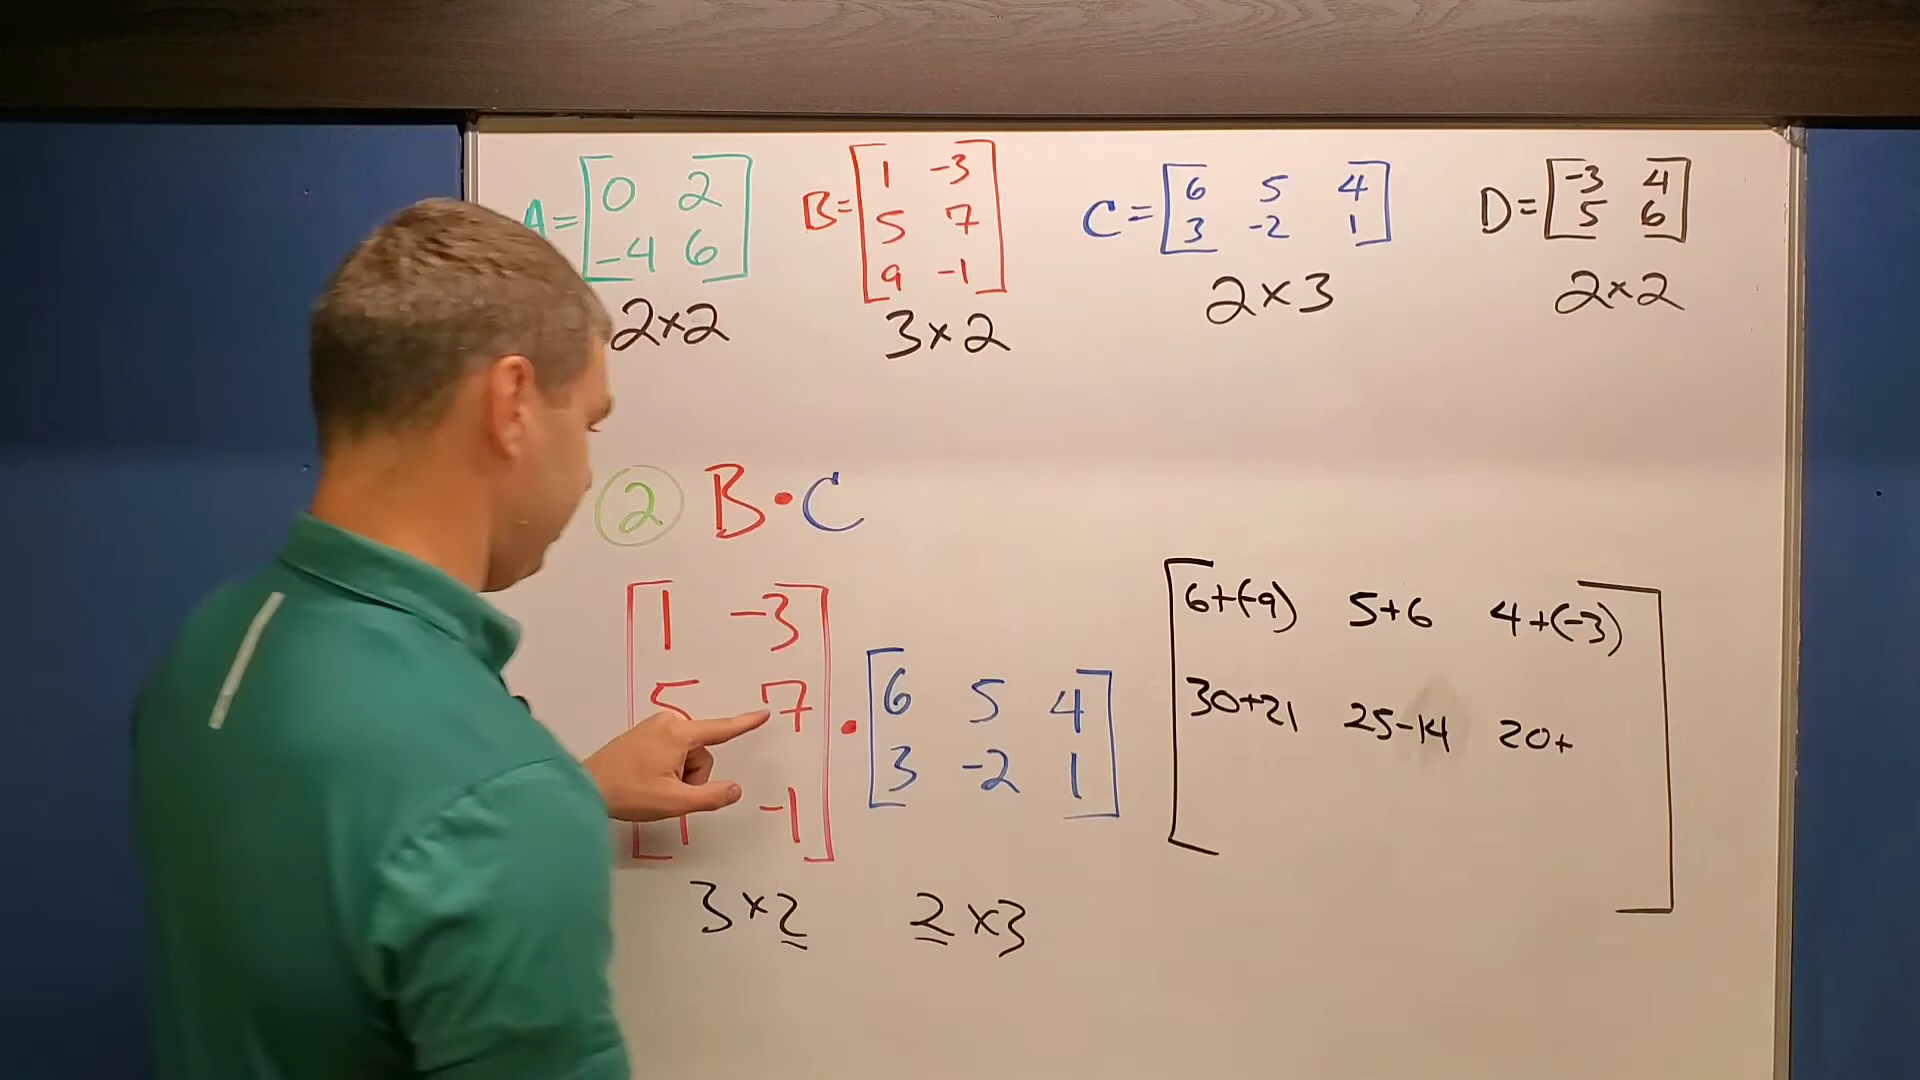 A = [ 0 2
-4 6 ]
2×2
B = [ 1 -3
5 7
9 -1 ]
3×2
C = [ 6 5 4
3 -2 1 ]
2×3
D = [ -3 4
5 6 ]
2×2
② B·C
[ 1 -3
5 7
-1 ]
·
[ 6 5 4
3 -2 1 ]
3×2 2×3
[ 6+(-9) 5+6 4+(-3)
30+21 25-14 20+ ]